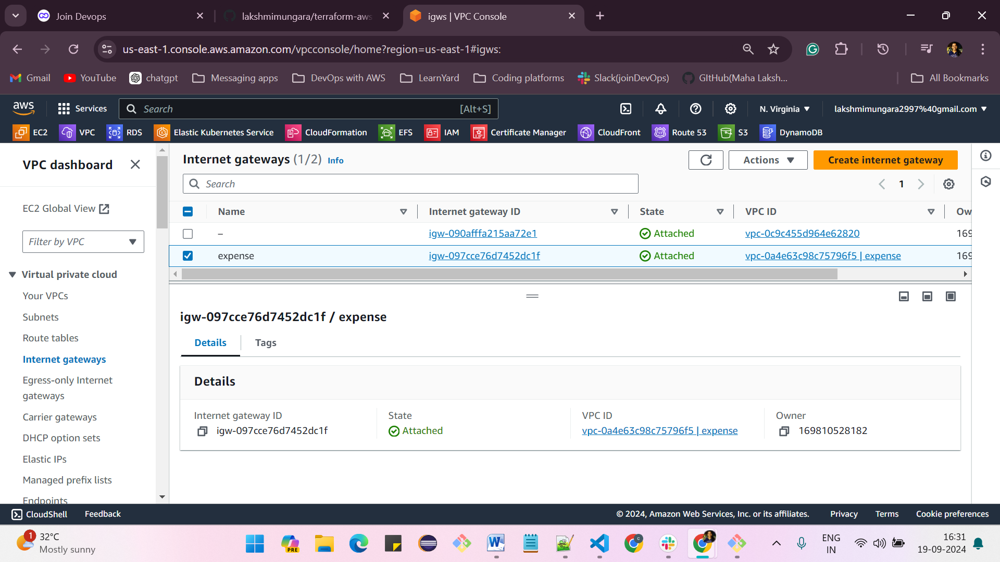 Join Devops
lakshmimungara/terraform-aws
igws | VPC Console
us-east-1.console.aws.amazon.com/vpcconsole/home?region=us-east-1#igws:
Gmail
YouTube
chatgpt
Messaging apps
DevOps with AWS
LearnYard
Coding platforms
Slack(joinDevOps)
GItHub(Maha Laksh...
All Bookmarks
aws
Services
Search
[Alt+S]
N. Virginia
lakshmimungara2997%40gmail.com
EC2
VPC
RDS
Elastic Kubernetes Service
CloudFormation
EFS
IAM
Certificate Manager
CloudFront
Route 53
S3
DynamoDB
VPC dashboard
EC2 Global View
Filter by VPC
Virtual private cloud
Your VPCs
Subnets
Route tables
Internet gateways
Egress-only Internet
gateways
Carrier gateways
DHCP option sets
Elastic IPs
Managed prefix lists
Endpoints
Internet gateways (1/2) Info
Actions
Create internet gateway
Search
1
Name
Internet gateway ID
State
VPC ID
Ow
–
igw-090afffa215aa72e1
Attached
vpc-0c9c455d964e62820
169
expense
igw-097cce76d7452dc1f
Attached
vpc-0a4e63c98c75796f5 | expense
169
igw-097cce76d7452dc1f / expense
Details
Tags
Details
Internet gateway ID
igw-097cce76d7452dc1f
State
Attached
VPC ID
vpc-0a4e63c98c75796f5 | expense
Owner
169810528182
CloudShell
Feedback
© 2024, Amazon Web Services, Inc. or its affiliates.
Privacy
Terms
Cookie preferences
1
32°C
Mostly sunny
PRE
C
ENG
IN
16:31
19-09-2024